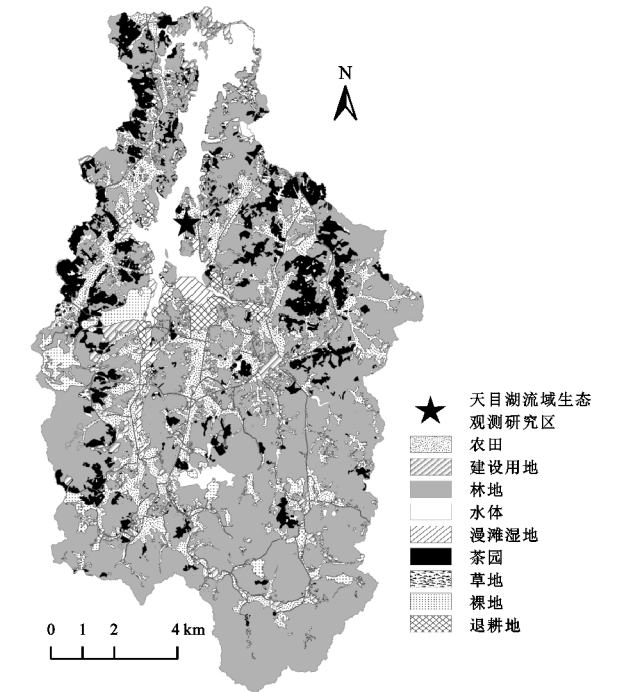 N
天目湖流域生态
观测研究区
农田
建设用地
林地
水体
漫滩湿地
茶园
草地
裸地
退耕地
0 1 2 4 km